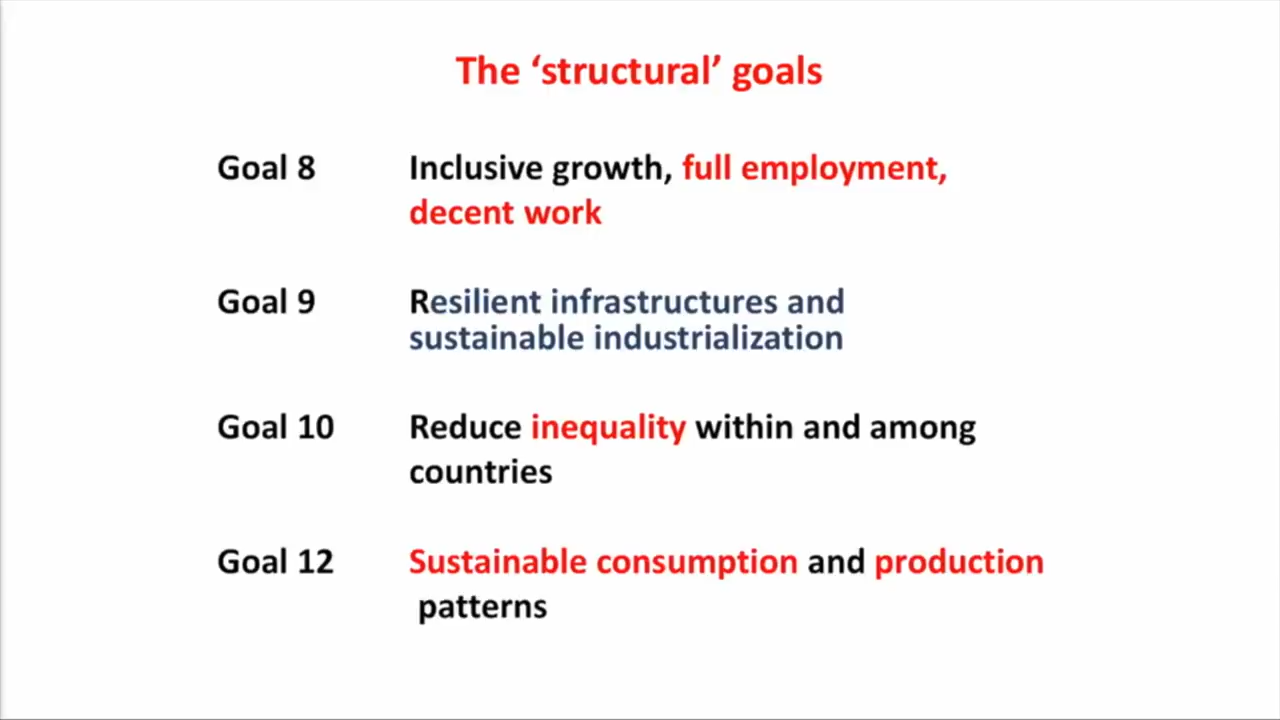 The ‘structural’ goals
Goal 8 Inclusive growth, full employment,
decent work
Goal 9 Resilient infrastructures and
sustainable industrialization
Goal 10 Reduce inequality within and among
countries
Goal 12 Sustainable consumption and production
patterns